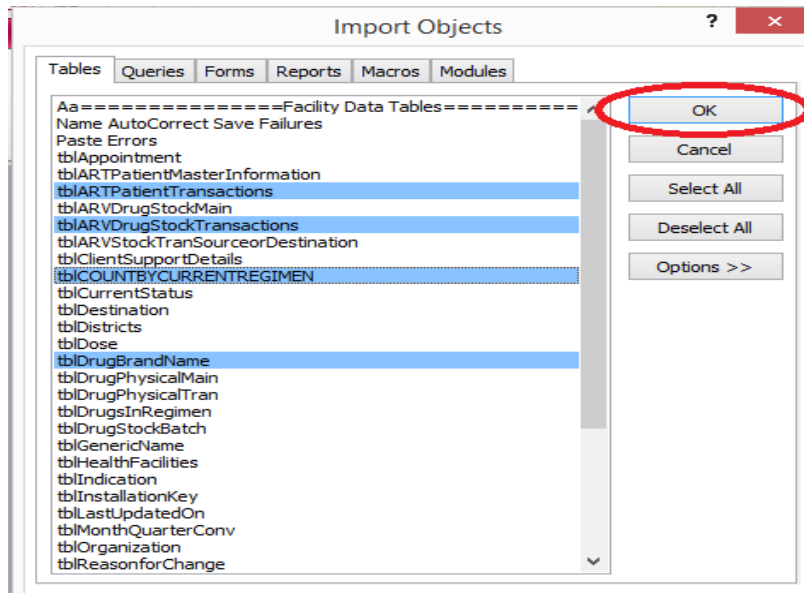 Import Objects
?
×
Tables Queries Forms Reports Macros Modules
Aa===============Facility Data Tables==========
Name AutoCorrect Save Failures
Paste Errors
tblAppointment
tblARTPatientMasterInformation
tblARTPatientTransactions
tblARVDrugStockMain
tblARVDrugStockTransactions
tblARVStockTranSourceorDestination
tblClientSupportDetails
tblCOUNTBYCURRENTREGIMEN
tblCurrentStatus
tblDestination
tblDistricts
tblDose
tblDrugBrandName
tblDrugPhysicalMain
tblDrugPhysicalTran
tblDrugsInRegimen
tblDrugStockBatch
tblGenericName
tblHealthFacilities
tblIndication
tblInstallationKey
tblLastUpdatedOn
tblMonthQuarterConv
tblOrganization
tblReasonforChange
OK
Cancel
Select All
Deselect All
Options >>